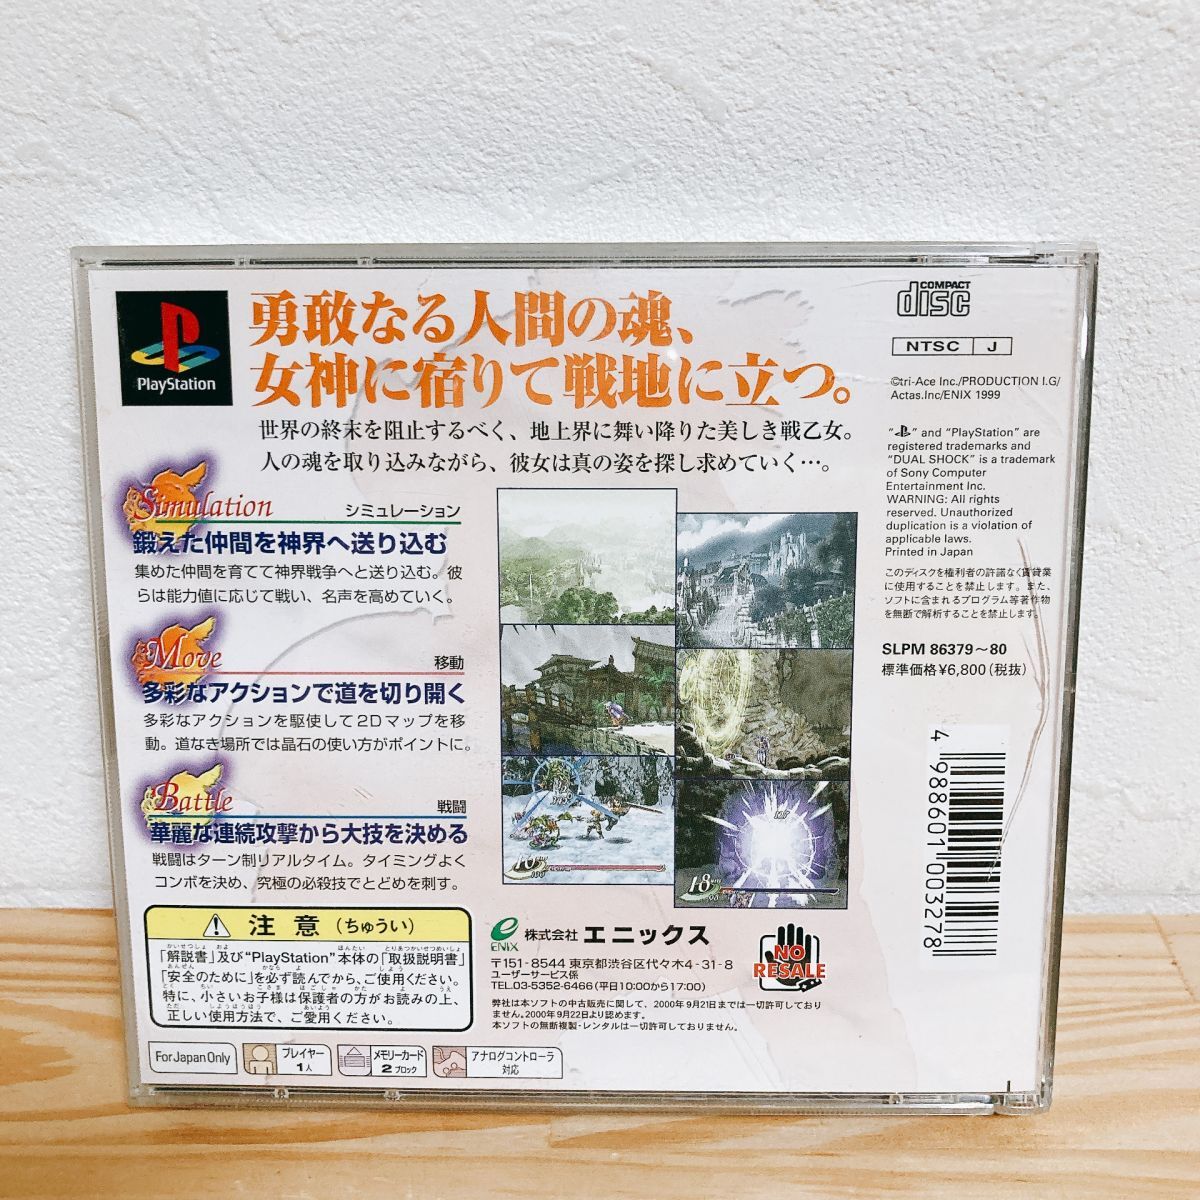 PlayStation
勇敢なる人間の魂、
女神に宿りて戦地に立つ。
世界の終末を阻止するべく、地上界に舞い降りた美しき戦乙女。
人の魂を取り込みながら、彼女は真の姿を探し求めていく…。
Simulation
シミュレーション
鍛えた仲間を神界へ送り込む
集めた仲間を育てて神界戦争へと送り込む。彼
らは能力値に応じて戦い、名声を高めていく。
Move
移動
多彩なアクションで道を切り開く
多彩なアクションを駆使して2Dマップを移
動。道なき場所では晶石の使い方がポイントに。
Battle
戦闘
華麗な連続攻撃から大技を決める
戦闘はターン制リアルタイム。タイミングよく
コンボを決め、究極の必殺技でとどめを刺す。
注意(ちゅうい)
「解説書」及び“PlayStation”本体の「取扱説明書」
「安全のために」を必ず読んでから、ご使用ください。
特に、小さいお子様は保護者の方がお読みの上、
正しい使用方法で、ご愛用ください。
For Japan Only
プレイヤー
1人
メモリーカード
2ブロック
アナログコントローラ
対応
ENIX
株式会社 エニックス
〒151-8544 東京都渋谷区代々木4-31-8
ユーザーサービス係
TEL.03-5352-6466(平日10:00から17:00)
弊社は本ソフトの中古販売に関して、2000年9月21日までは一切許可しており
ません。2000年9月22日より認めます。
本ソフトの無断複製・レンタルは一切許可しておりません。
NO
RESALE
COMPACT
disc
NTSC J
©tri-Ace Inc./PRODUCTION I.G/
Actas.Inc/ENIX 1999
“ ” and “PlayStation” are
registered trademarks and
“DUAL SHOCK” is a trademark
of Sony Computer
Entertainment Inc.
WARNING: All rights
reserved. Unauthorized
duplication is a violation of
applicable laws.
Printed in Japan
このディスクを権利者の許諾なく賃貸業
に使用することを禁止します。また、
ソフトに含まれるプログラム等著作物
を無断で解析することを禁止します。
SLPM 86379～80
標準価格¥6,800(税抜)
4 988601 003278